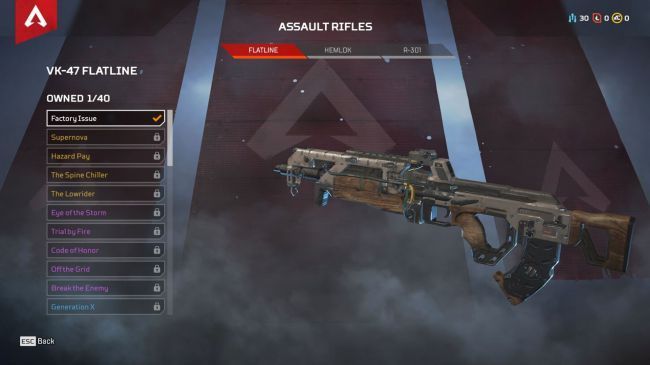 30 0 0
ASSAULT RIFLES
FLATLINE HEMLOK R-301
VK-47 FLATLINE
OWNED 1/40
Factory Issue
Supernova
Hazard Pay
The Spine Chiller
The Lowrider
Eye of the Storm
Trial by Fire
Code of Honor
Off the Grid
Break the Enemy
Generation X
ESC Back